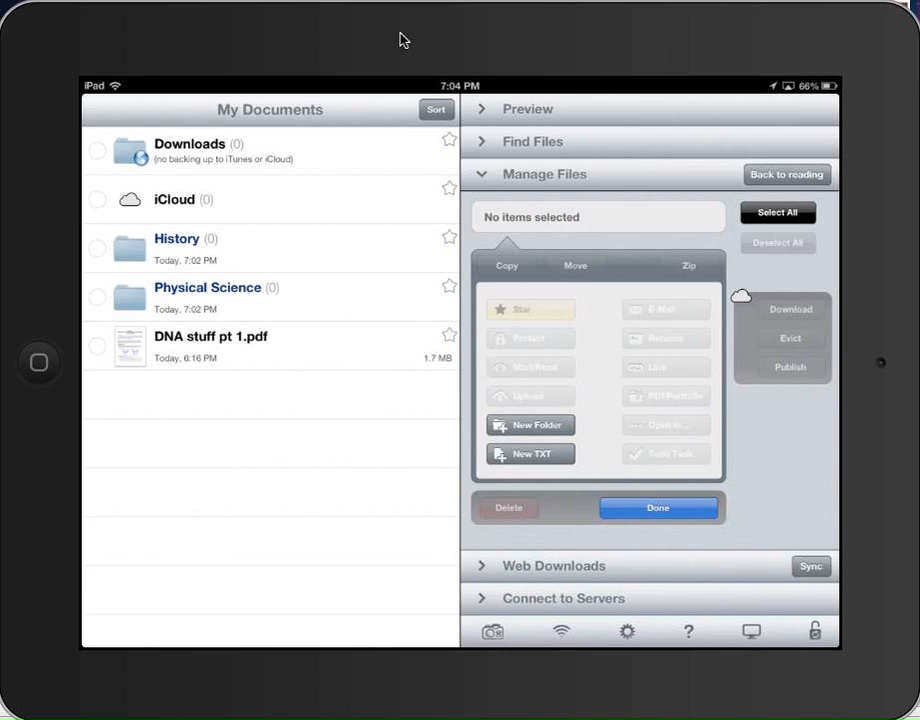 iPad
7:04 PM
66%
My Documents
Sort
Downloads (0)
(no backing up to iTunes or iCloud)
iCloud (0)
History (0)
Today, 7:02 PM
Physical Science (0)
Today, 7:02 PM
DNA stuff pt 1.pdf
Today, 6:16 PM
1.7 MB
Preview
Find Files
Manage Files
Back to reading
No items selected
Select All
Deselect All
Copy
Move
Zip
Star
E-Mail
Protect
Rename
MarkRead
Link
Upload
PDFPortfolio
New Folder
Open In...
New TXT
Todo Task
Download
Evict
Publish
Delete
Done
Web Downloads
Sync
Connect to Servers
?